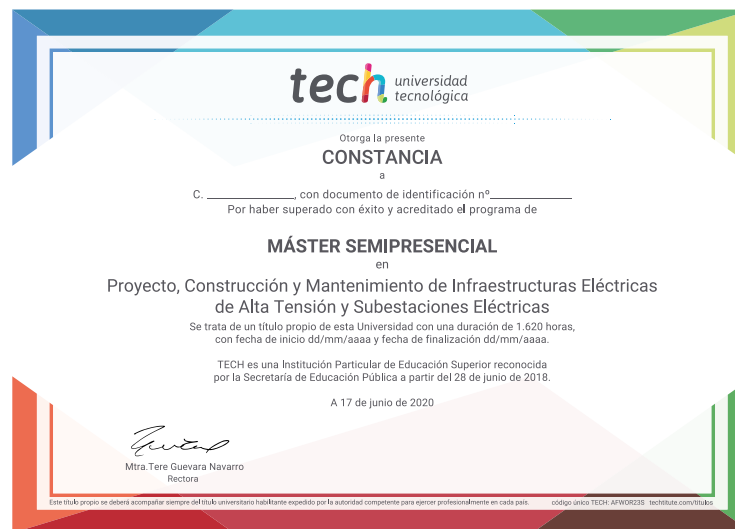 tech universidad
tecnológica
Otorga la presente
CONSTANCIA
a
C. ______________, con documento de identificación nº______________
Por haber superado con éxito y acreditado el programa de
MÁSTER SEMIPRESENCIAL
en
Proyecto, Construcción y Mantenimiento de Infraestructuras Eléctricas
de Alta Tensión y Subestaciones Eléctricas
Se trata de un título propio de esta Universidad con una duración de 1.620 horas,
con fecha de inicio dd/mm/aaaa y fecha de finalización dd/mm/aaaa.
TECH es una Institución Particular de Educación Superior reconocida
por la Secretaría de Educación Pública a partir del 28 de junio de 2018.
A 17 de junio de 2020
Mtra.Tere Guevara Navarro
Rectora
Este título propio se deberá acompañar siempre del título universitario habilitante expedido por la autoridad competente para ejercer profesionalmente en cada país. código único TECH: AFWOR23S techtitute.com/titulos